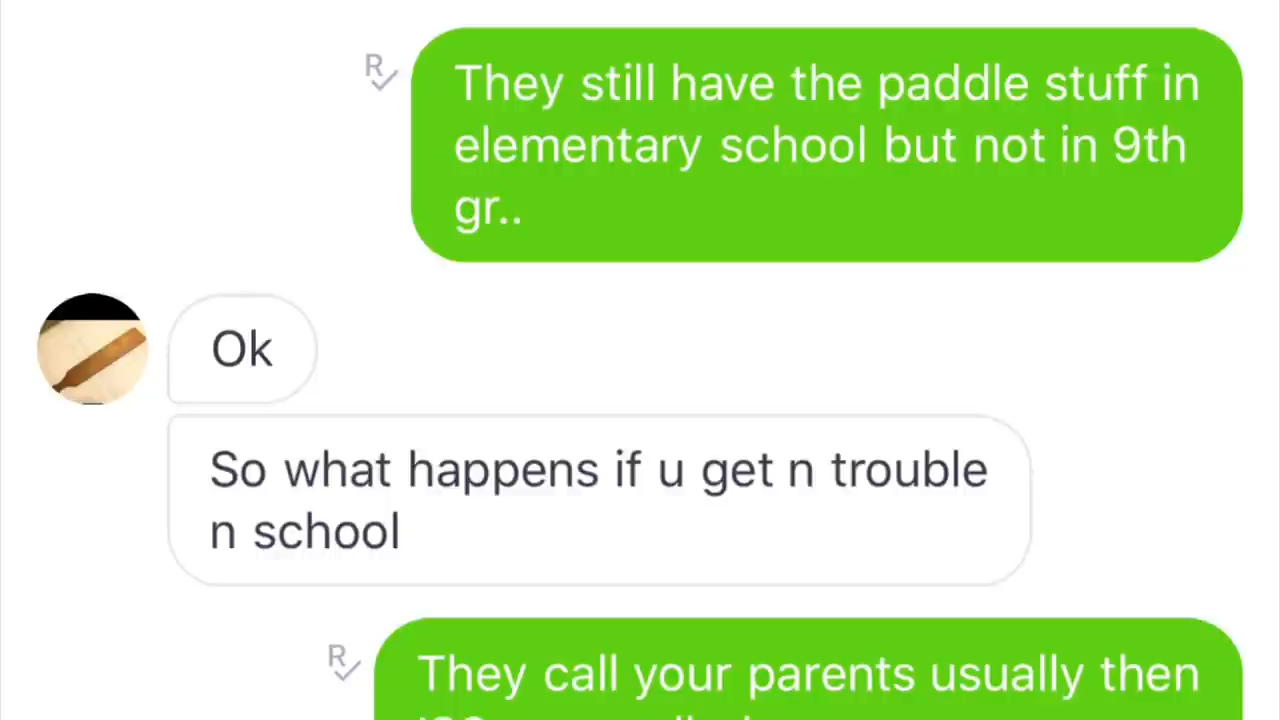 R
They still have the paddle stuff in
elementary school but not in 9th
gr..
Ok
So what happens if u get n trouble
n school
R
They call your parents usually then